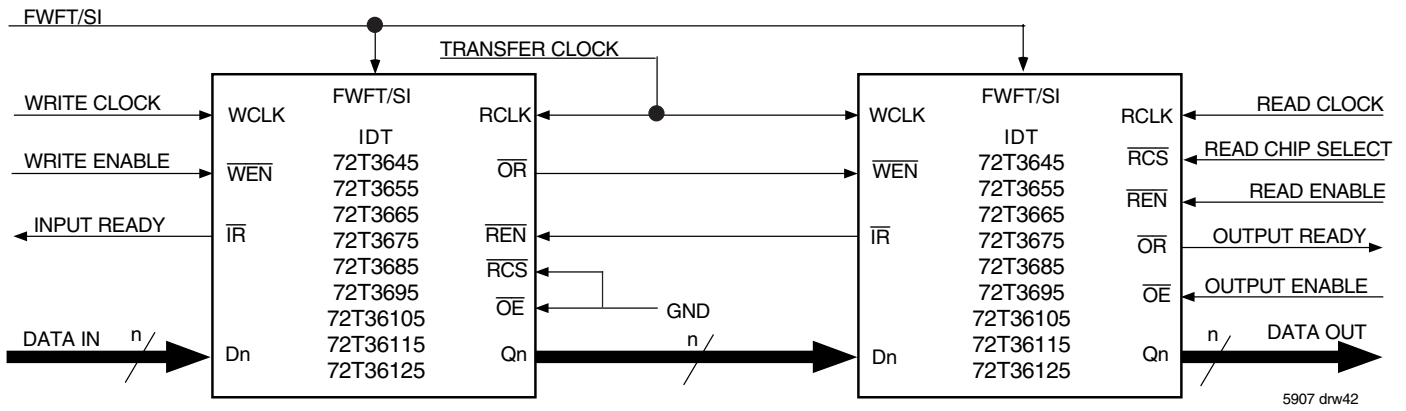 FWFT/SI
TRANSFER CLOCK
WRITE CLOCK
WRITE ENABLE
INPUT READY
DATA IN
n
FWFT/SI
WCLK
WEN
IR
Dn
IDT
72T3645
72T3655
72T3665
72T3675
72T3685
72T3695
72T36105
72T36115
72T36125
RCLK
OR
REN
RCS
OE
Qn
GND
n
FWFT/SI
WCLK
WEN
IR
Dn
IDT
72T3645
72T3655
72T3665
72T3675
72T3685
72T3695
72T36105
72T36115
72T36125
RCLK
RCS
REN
OR
OE
Qn
READ CLOCK
READ CHIP SELECT
READ ENABLE
OUTPUT READY
OUTPUT ENABLE
n
DATA OUT
5907 drw42